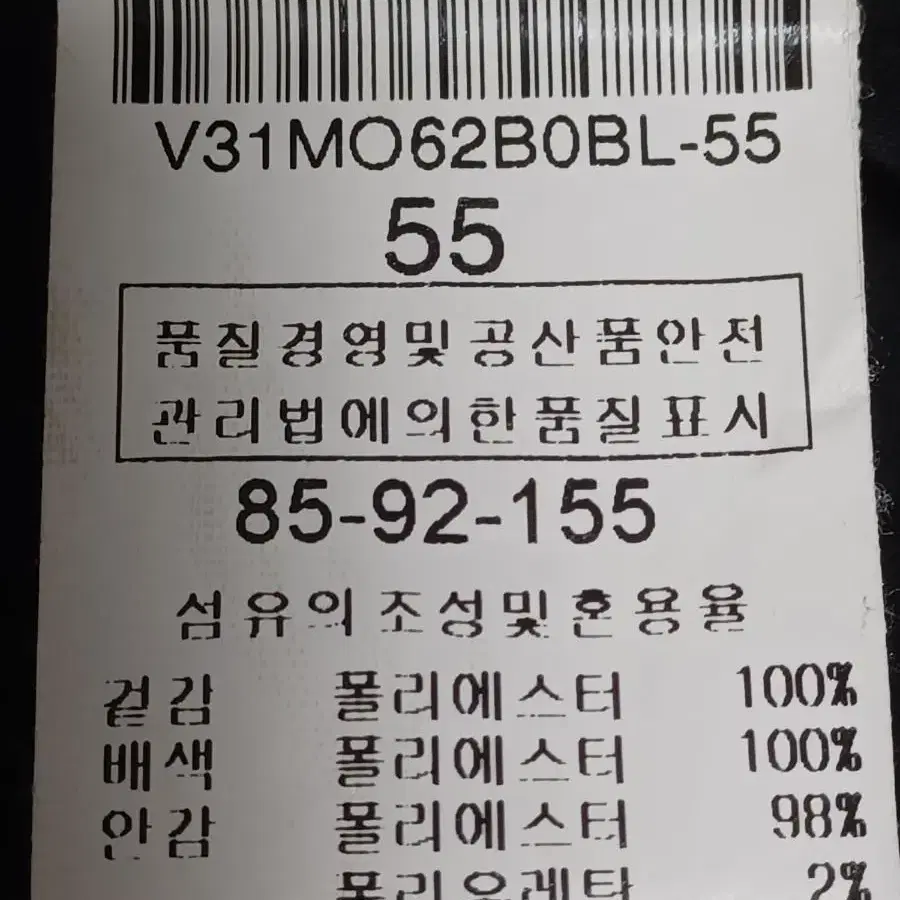 V31MO62B0BL-55
55
품질경영및공산품안전
관리법에의한품질표시
85-92-155
섬유의조성및혼용율
겉감 폴리에스터 100%
배색 폴리에스터 100%
안감 폴리에스터 98%
폴리우레탄 2%